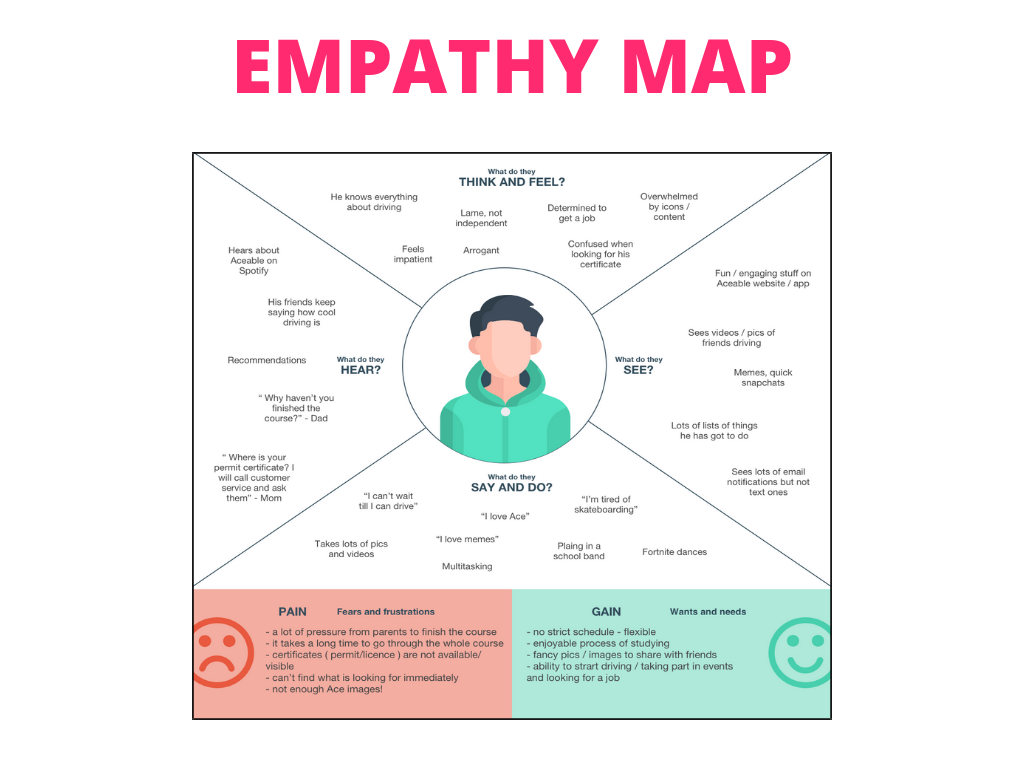 EMPATHY MAP
What do they
THINK AND FEEL?
He knows everything
about driving
Lame, not
independent
Determined to
get a job
Overwhelmed
by icons /
content
Feels
impatient
Arrogant
Confused when
looking for his
certificate
Hears about
Aceable on
Spotify
His friends keep
saying how cool
driving is
Recommendations
What do they
HEAR?
“ Why haven’t you
finished the
course?” - Dad
“ Where is your
permit certificate? I
will call customer
service and ask
them” - Mom
What do they
SEE?
Fun / engaging stuff on
Aceable website / app
Sees videos / pics of
friends driving
Memes, quick
snapchats
Lots of lists of things
he has got to do
Sees lots of email
notifications but not
text ones
What do they
SAY AND DO?
“I can’t wait
till I can drive”
“I love Ace”
“I’m tired of
skateboarding”
Takes lots of pics
and videos
“I love memes”
Multitasking
Plaing in a
school band
Fortnite dances
PAIN Fears and frustrations
- a lot of pressure from parents to finish the course
- it takes a long time to go through the whole course
- certificates ( permit/licence ) are not available/
visible
- can’t find what is looking for immediately
- not enough Ace images!
GAIN Wants and needs
- no strict schedule - flexible
- enjoyable process of studying
- fancy pics / images to share with friends
- ability to strart driving / taking part in events
and looking for a job